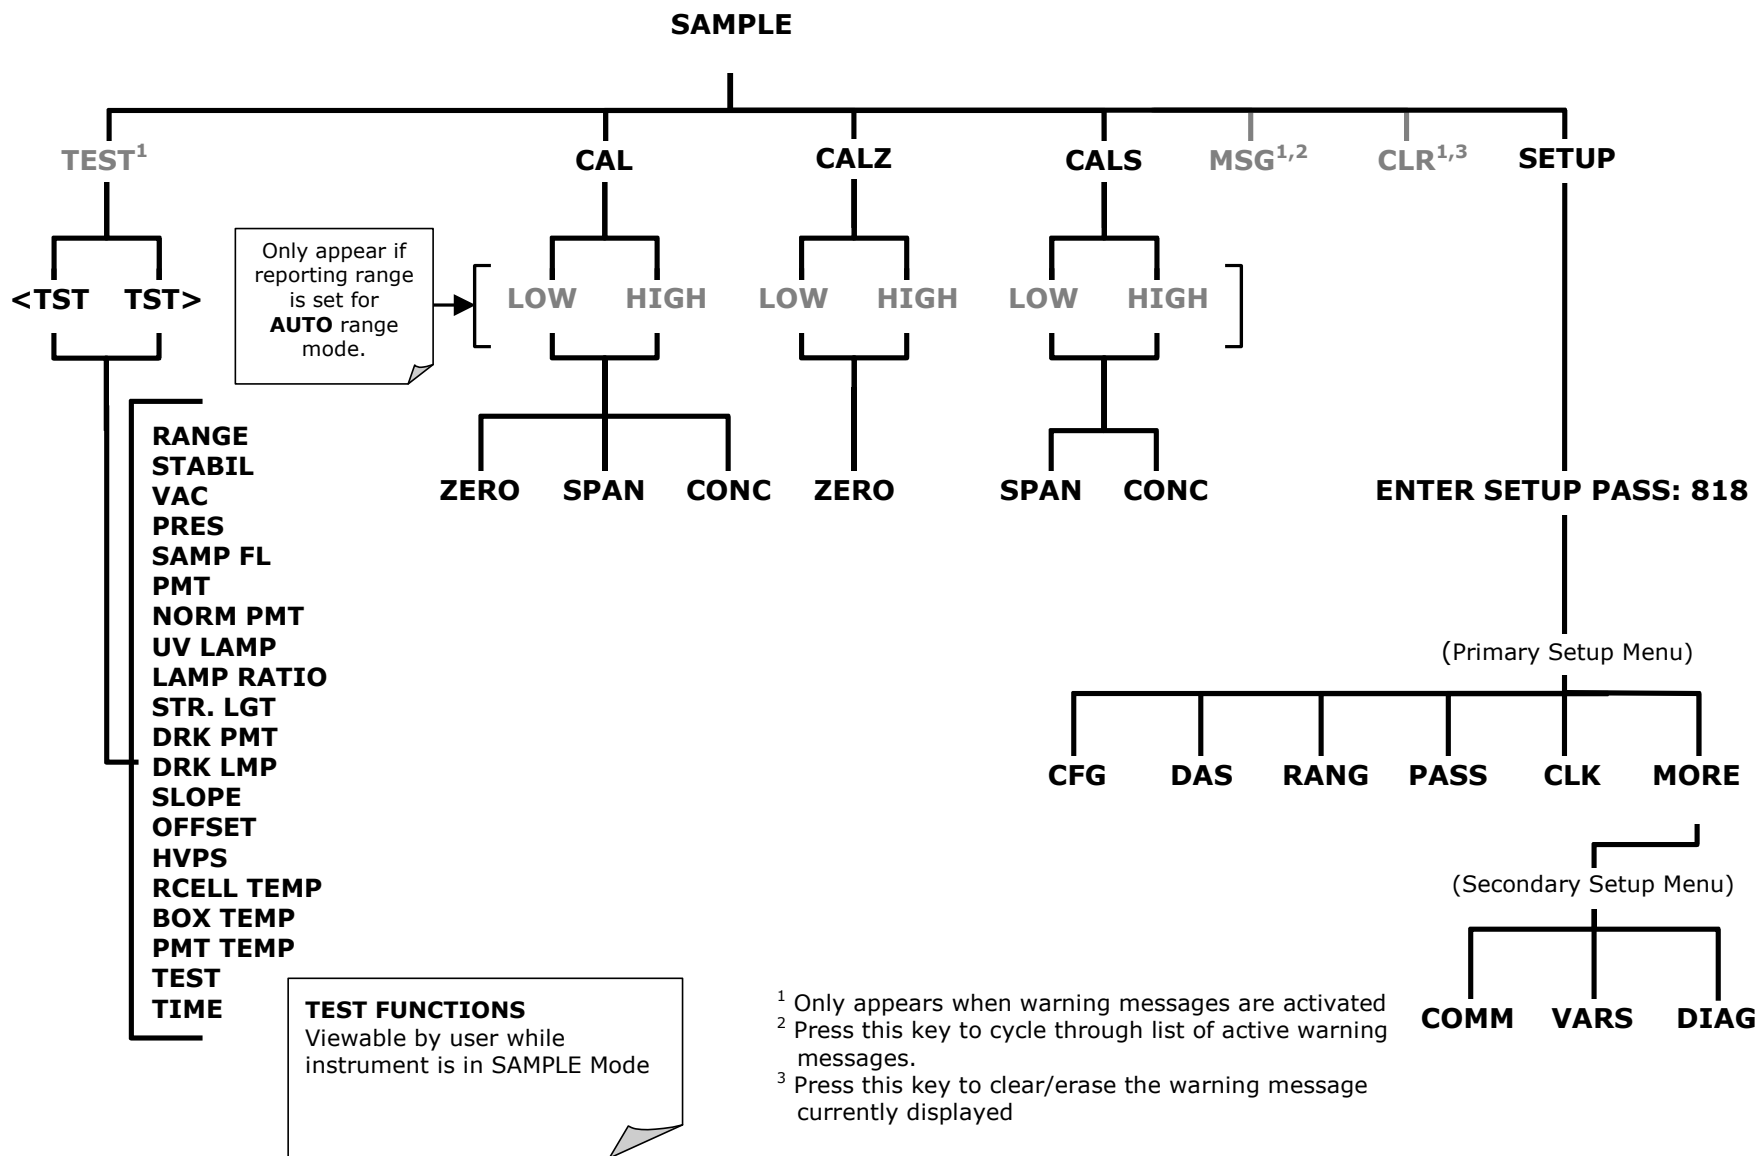 SAMPLE
TEST1 CAL CALZ CALS MSG1,2 CLR1,3 SETUP
Only appear if
reporting range
is set for
AUTO range
mode.
<TST TST> LOW HIGH LOW HIGH LOW HIGH
RANGE
STABIL
VAC
PRES
SAMP FL
PMT
NORM PMT
UV LAMP
LAMP RATIO
STR. LGT
DRK PMT
DRK LMP
SLOPE
OFFSET
HVPS
RCELL TEMP
BOX TEMP
PMT TEMP
TEST
TIME
ZERO SPAN CONC ZERO SPAN CONC ENTER SETUP PASS: 818
(Primary Setup Menu)
CFG DAS RANG PASS CLK MORE
(Secondary Setup Menu)
COMM VARS DIAG
TEST FUNCTIONS
Viewable by user while
instrument is in SAMPLE Mode
1 Only appears when warning messages are activated
2 Press this key to cycle through list of active warning
messages.
3 Press this key to clear/erase the warning message
currently displayed